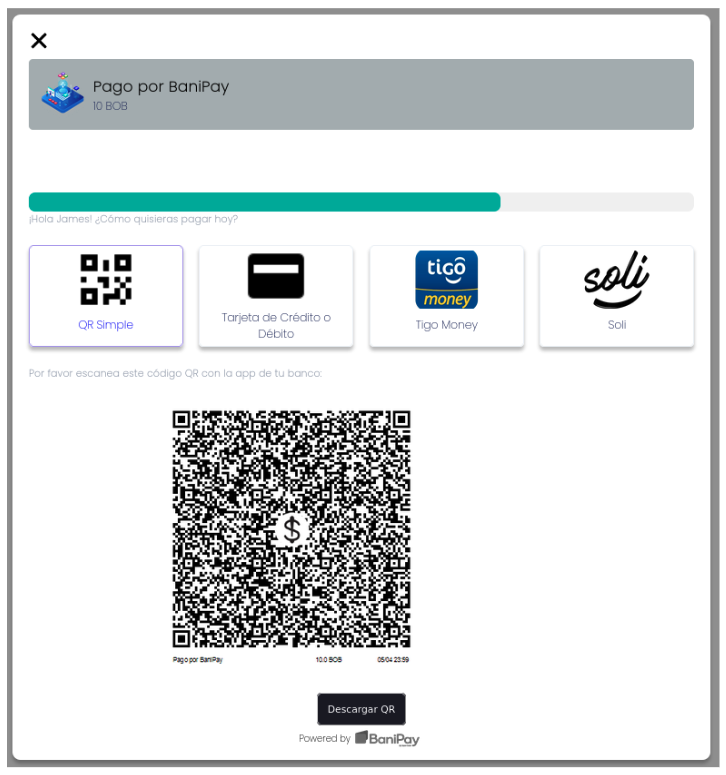 Pago por BaniPay
10 BOB
¡Hola James! ¿Cómo quisieras pagar hoy?
QR Simple
Tarjeta de Crédito o
Débito
tigo
money
Tigo Money
soli
Soli
Por favor escanea este código QR con la app de tu banco:
$
Pago por BaniPay 10.0 BOB 05/04 23:59
Descargar QR
Powered by BaniPay